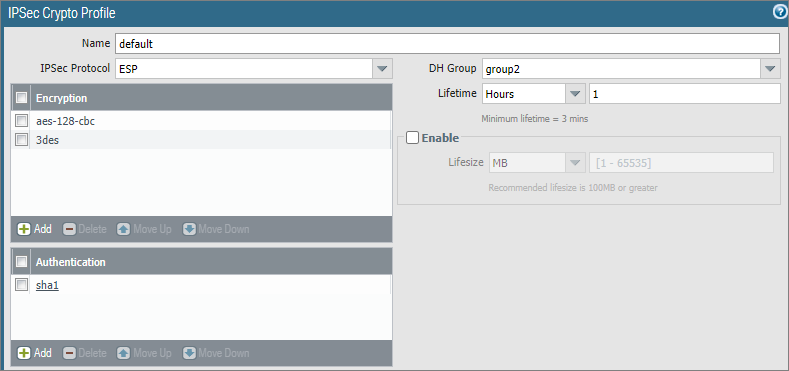 IPSec Crypto Profile
Name default
IPSec Protocol ESP
DH Group group2
Lifetime Hours 1
Minimum lifetime = 3 mins
Enable
Lifesize MB [1 - 65535]
Recommended lifesize is 100MB or greater
Encryption
aes-128-cbc
3des
Add Delete Move Up Move Down
Authentication
sha1
Add Delete Move Up Move Down